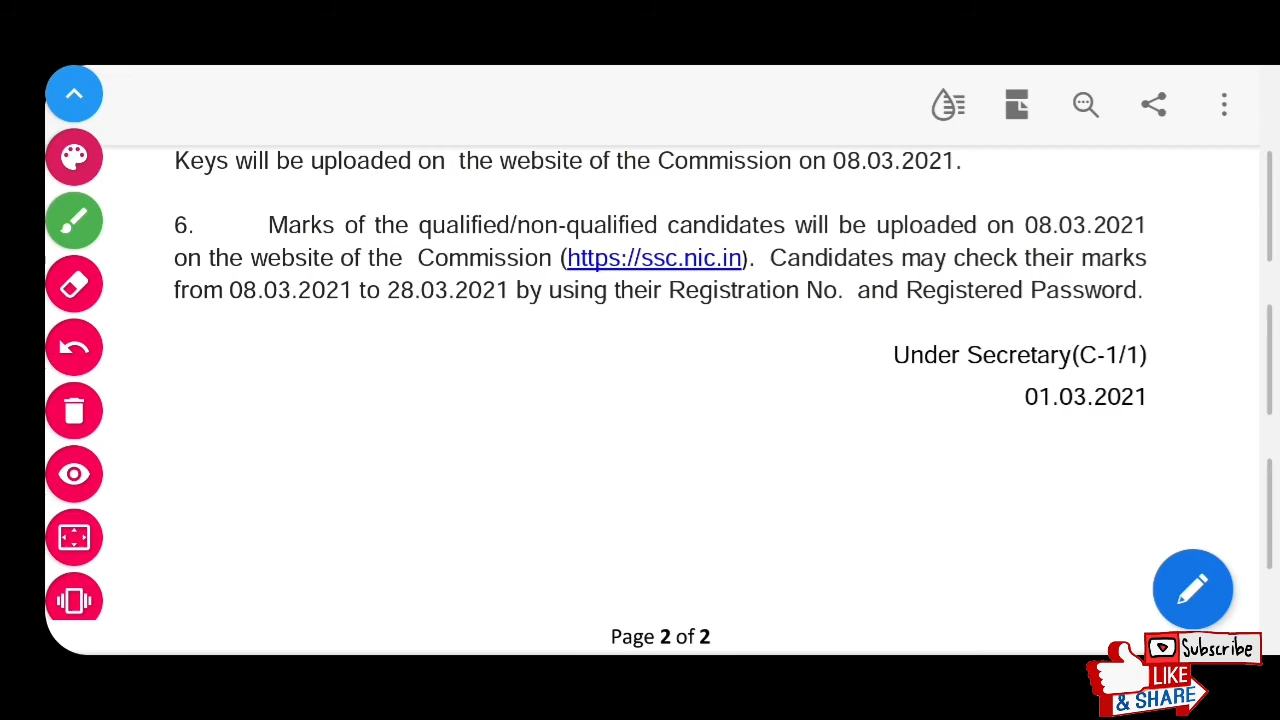 Keys will be uploaded on the website of the Commission on 08.03.2021.
6. Marks of the qualified/non-qualified candidates will be uploaded on 08.03.2021
on the website of the Commission (https://ssc.nic.in). Candidates may check their marks
from 08.03.2021 to 28.03.2021 by using their Registration No. and Registered Password.
Under Secretary(C-1/1)
01.03.2021
Page 2 of 2
Subscribe
LIKE
& SHARE